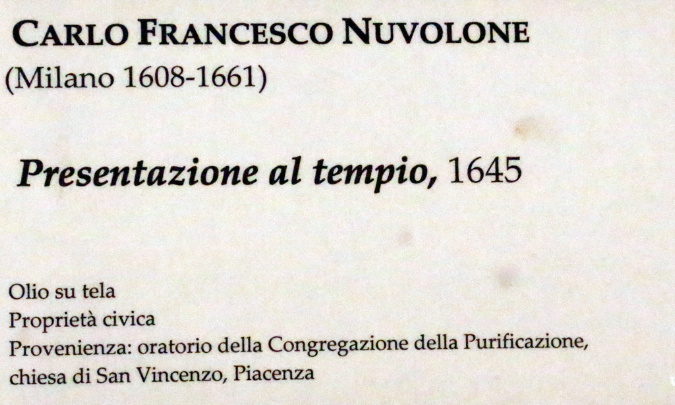 CARLO FRANCESCO NUVOLONE
(Milano 1608-1661)
Presentazione al tempio, 1645
Olio su tela
Proprietà civica
Provenienza: oratorio della Congregazione della Purificazione,
chiesa di San Vincenzo, Piacenza